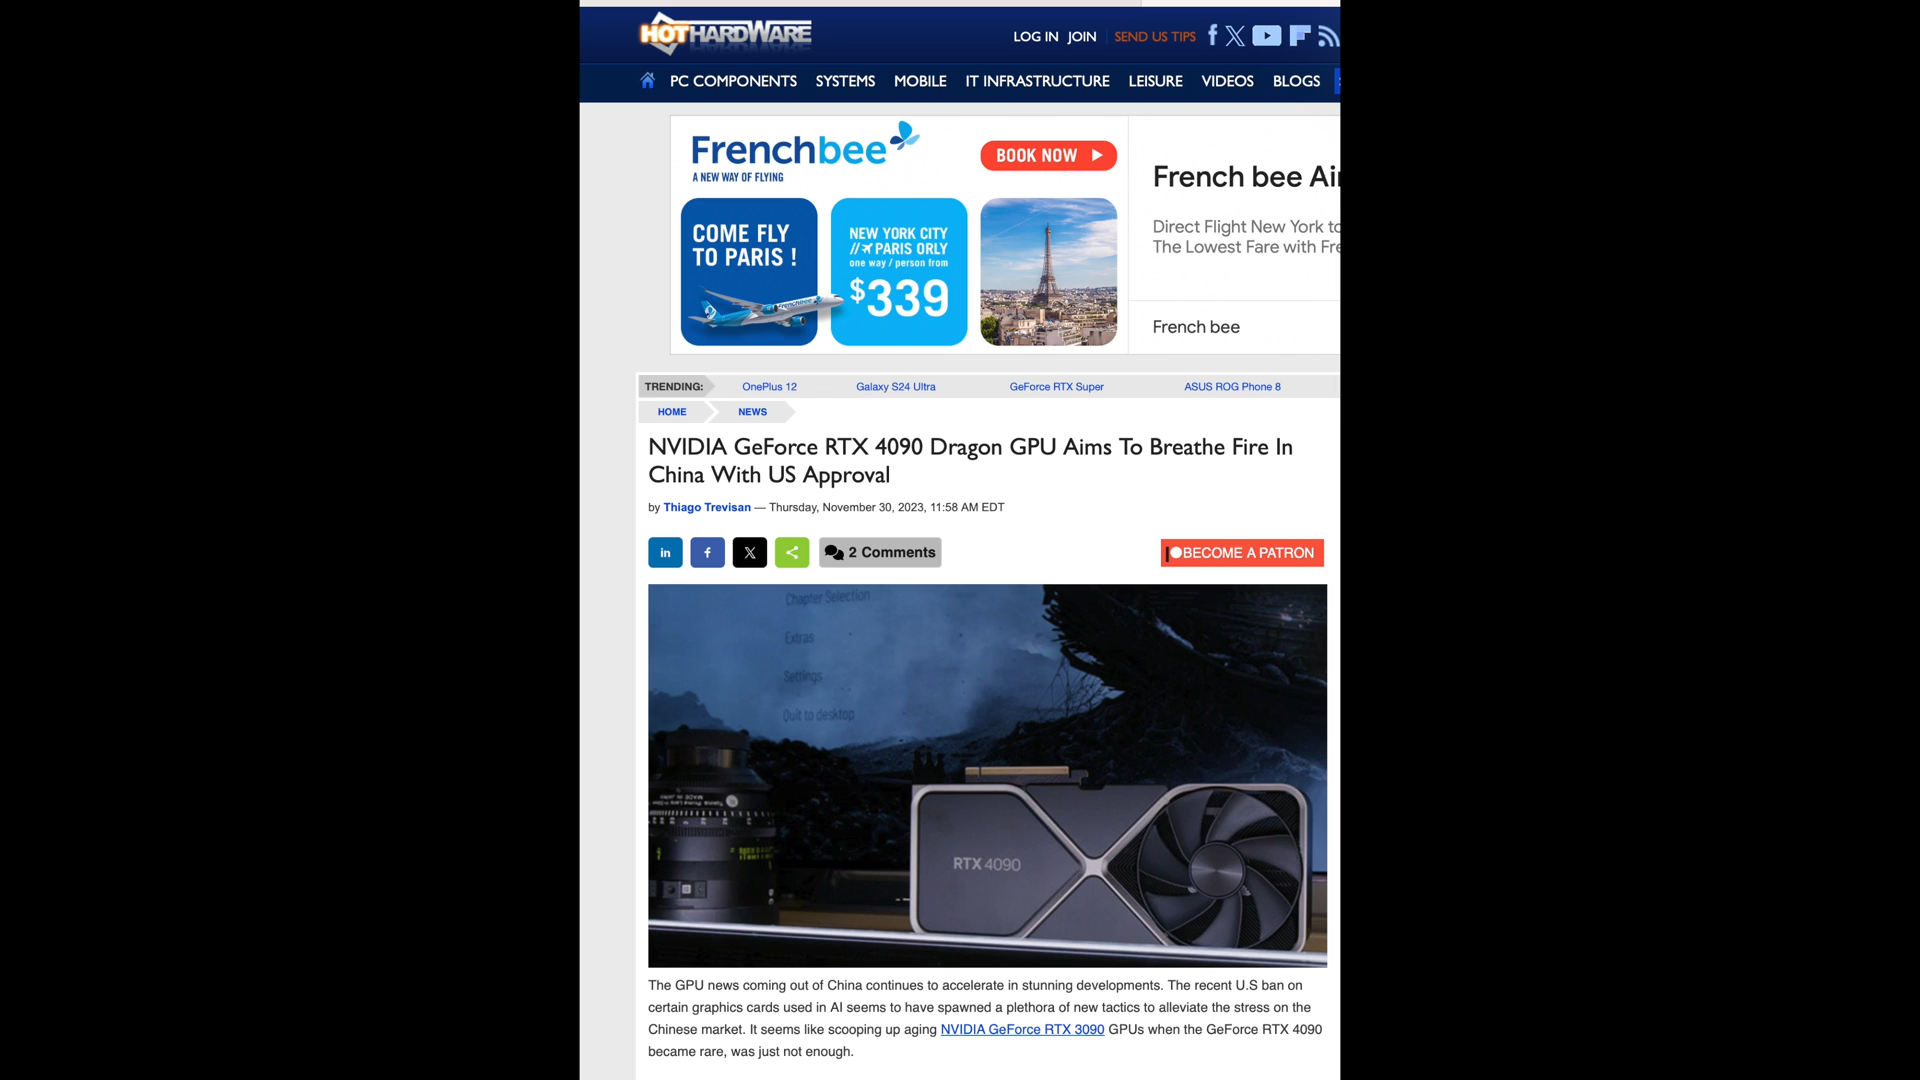 HOTHARDWARE
LOG IN JOIN SEND US TIPS
PC COMPONENTS SYSTEMS MOBILE IT INFRASTRUCTURE LEISURE VIDEOS BLOGS
Frenchbee
A NEW WAY OF FLYING
BOOK NOW
COME FLY
TO PARIS !
Frenchbee
NEW YORK CITY
// PARIS ORLY
one way / person from
$339
French bee Air
Direct Flight New York to
The Lowest Fare with Fre
French bee
TRENDING: OnePlus 12 Galaxy S24 Ultra GeForce RTX Super ASUS ROG Phone 8
HOME NEWS
NVIDIA GeForce RTX 4090 Dragon GPU Aims To Breathe Fire In
China With US Approval
by Thiago Trevisan — Thursday, November 30, 2023, 11:58 AM EDT
2 Comments
BECOME A PATRON
Chapter Selection
Extras
Settings
Quit to desktop
RTX 4090
The GPU news coming out of China continues to accelerate in stunning developments. The recent U.S ban on
certain graphics cards used in AI seems to have spawned a plethora of new tactics to alleviate the stress on the
Chinese market. It seems like scooping up aging NVIDIA GeForce RTX 3090 GPUs when the GeForce RTX 4090
became rare, was just not enough.